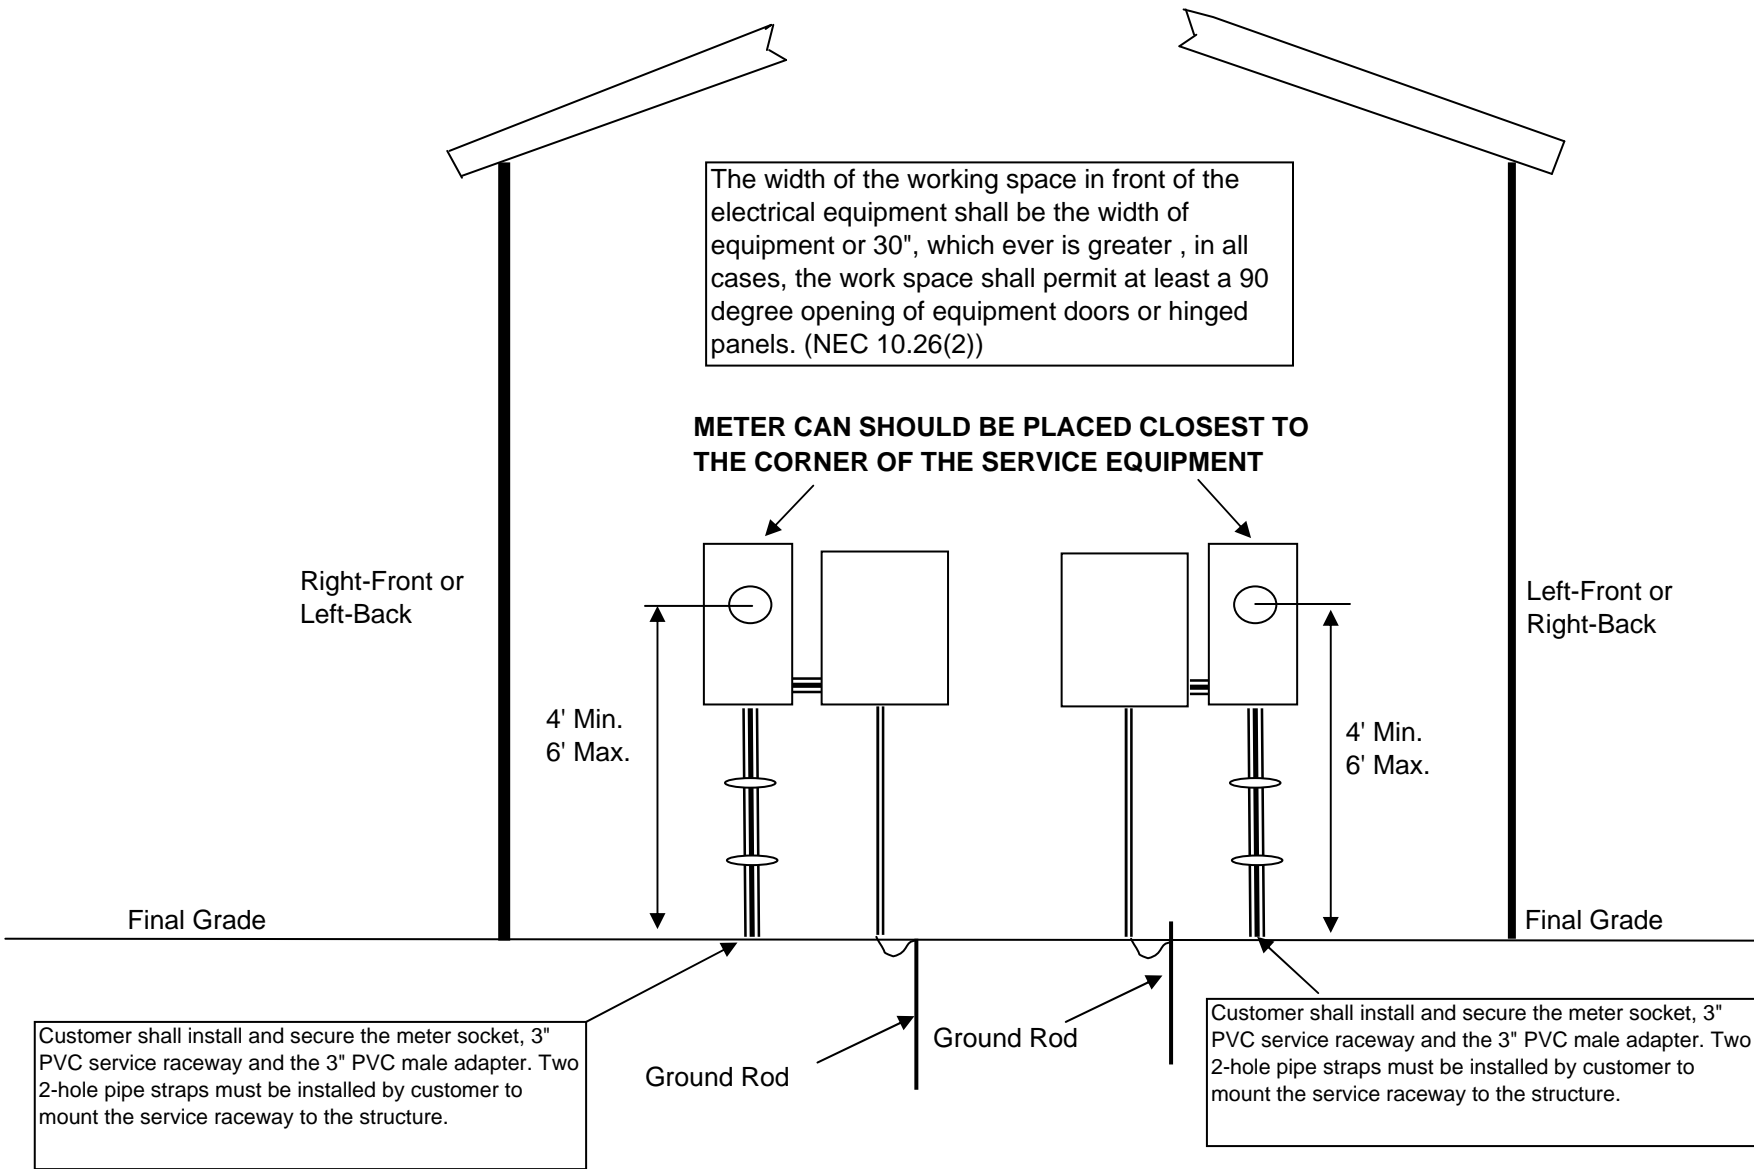 The width of the working space in front of the
electrical equipment shall be the width of
equipment or 30", which ever is greater , in all
cases, the work space shall permit at least a 90
degree opening of equipment doors or hinged
panels. (NEC 10.26(2))
METER CAN SHOULD BE PLACED CLOSEST TO
THE CORNER OF THE SERVICE EQUIPMENT
Right-Front or
Left-Back
Left-Front or
Right-Back
4' Min.
6' Max.
4' Min.
6' Max.
Final Grade
Final Grade
Customer shall install and secure the meter socket, 3"
PVC service raceway and the 3" PVC male adapter. Two
2-hole pipe straps must be installed by customer to
mount the service raceway to the structure.
Ground Rod
Ground Rod
Customer shall install and secure the meter socket, 3"
PVC service raceway and the 3" PVC male adapter. Two
2-hole pipe straps must be installed by customer to
mount the service raceway to the structure.